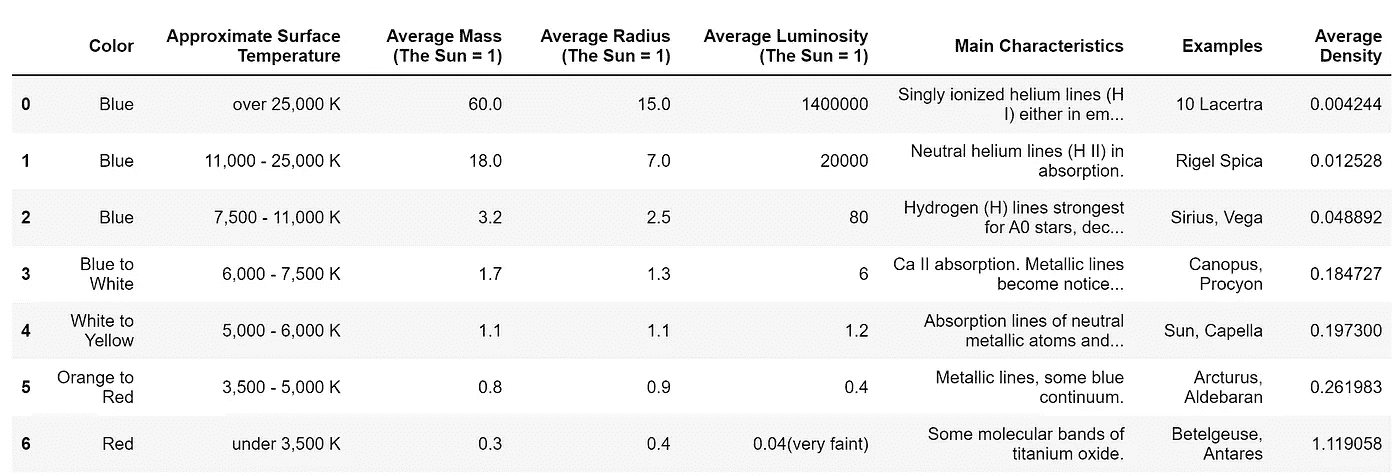 Color Approximate Surface Temperature Average Mass (The Sun = 1) Average Radius (The Sun = 1) Average Luminosity (The Sun = 1) Main Characteristics Examples Average Density
0 Blue over 25,000 K 60.0 15.0 1400000 Singly ionized helium lines (H I) either in em... 10 Lacertra 0.004244
1 Blue 11,000 - 25,000 K 18.0 7.0 20000 Neutral helium lines (H II) in absorption. Rigel Spica 0.012528
2 Blue 7,500 - 11,000 K 3.2 2.5 80 Hydrogen (H) lines strongest for A0 stars, dec... Sirius, Vega 0.048892
3 Blue to White 6,000 - 7,500 K 1.7 1.3 6 Ca II absorption. Metallic lines become notice... Canopus, Procyon 0.184727
4 White to Yellow 5,000 - 6,000 K 1.1 1.1 1.2 Absorption lines of neutral metallic atoms and... Sun, Capella 0.197300
5 Orange to Red 3,500 - 5,000 K 0.8 0.9 0.4 Metallic lines, some blue continuum. Arcturus, Aldebaran 0.261983
6 Red under 3,500 K 0.3 0.4 0.04(very faint) Some molecular bands of titanium oxide. Betelgeuse, Antares 1.119058